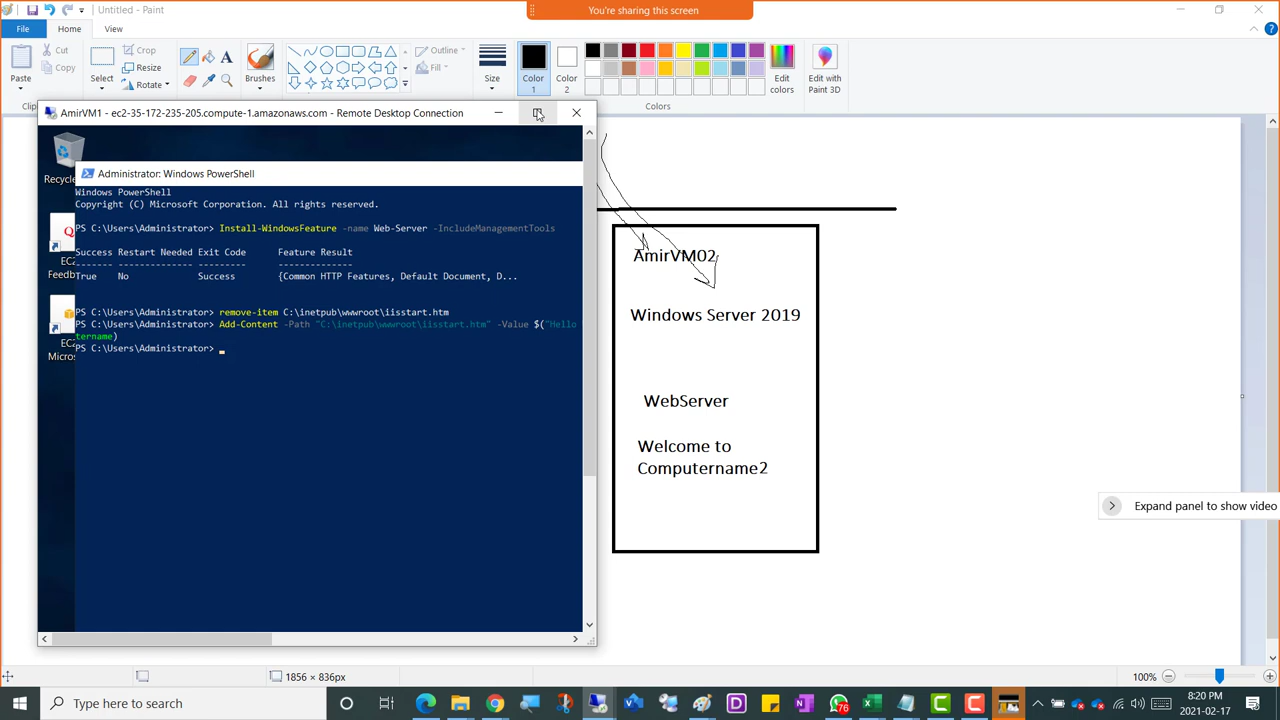 Untitled - Paint
You're sharing this screen
File
Home
View
Paste
Cut
Copy
Select
Crop
Resize
Rotate
Brushes
Outline
Fill
Size
Color
1
Color
2
Edit
colors
Edit with
Paint 3D
Colors
AmirVM1 - ec2-35-172-235-205.compute-1.amazonaws.com - Remote Desktop Connection
Administrator: Windows PowerShell
Windows PowerShell
Copyright (C) Microsoft Corporation. All rights reserved.
PS C:\Users\Administrator> Install-WindowsFeature -name Web-Server -IncludeManagementTools
Success Restart Needed Exit Code Feature Result
------- -------------- --------- --------------
True No Success {Common HTTP Features, Default Document, D...
PS C:\Users\Administrator> remove-item C:\inetpub\wwwroot\iisstart.htm
PS C:\Users\Administrator> Add-Content -Path "C:\inetpub\wwwroot\iisstart.htm" -Value $("Hello
tername)
PS C:\Users\Administrator>
AmirVM02
Windows Server 2019
WebServer
Welcome to
Computername2
Expand panel to show video
1856 × 836px
100%
Type here to search
76
8:20 PM
2021-02-17